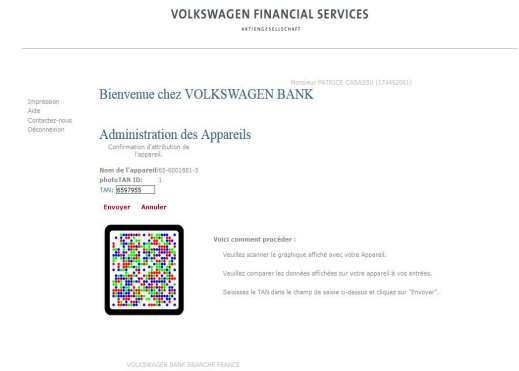 VOLKSWAGEN FINANCIAL SERVICES
AKTIENGESELLSCHAFT
Monsieur PATRICE CABASSU (174492061)
Bienvenue chez VOLKSWAGEN BANK
Impression
Aide
Contactez-nous
Déconnexion
Administration des Appareils
Confirmation d'attribution de
l'appareil.
Nom de l'appareil:65-6001881-3
photoTAN ID: 1
TAN: 6597955
Envoyer Annuler
Voici comment procéder :
Veuillez scanner le graphique affiché avec votre Appareil.
Veuillez comparer les données affichées sur votre appareil à vos entrées.
Saisissez le TAN dans le champ de saisie ci-dessus et cliquez sur "Envoyer".
VOLKSWAGEN BANK BRANCHE FRANCE